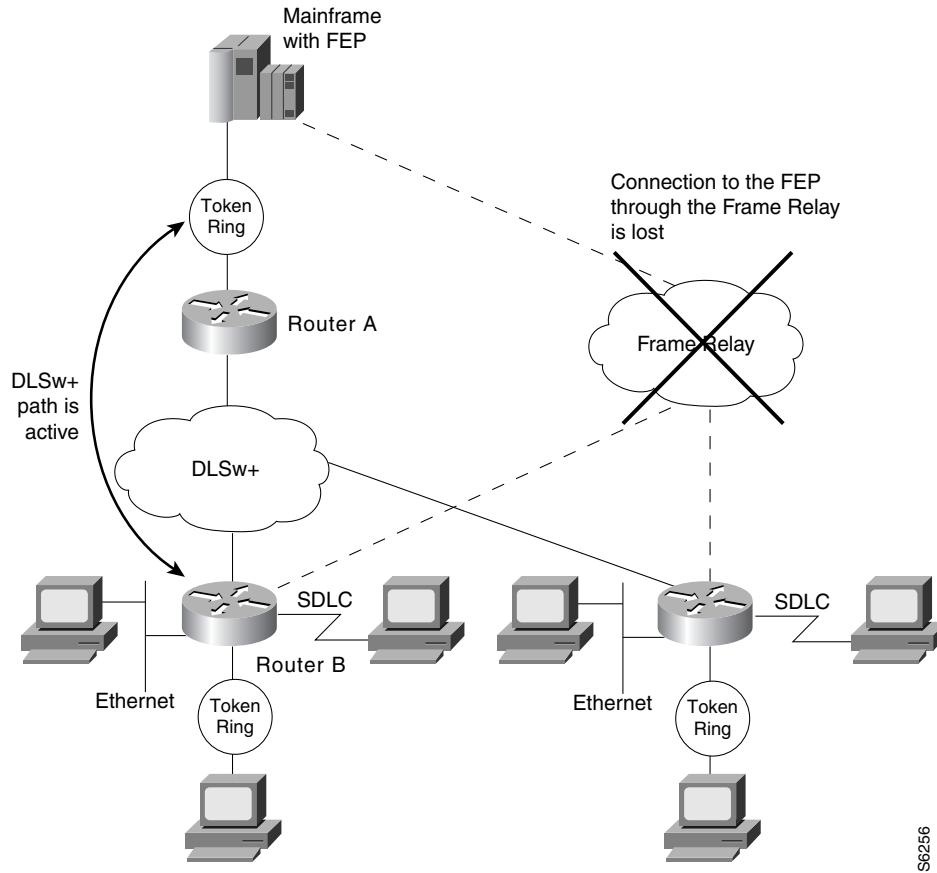 Mainframe
with FEP
Token
Ring
Connection to the FEP
through the Frame Relay
is lost
Router A
Frame Relay
DLSw+
path is
active
DLSw+
SDLC
SDLC
Router B
Ethernet
Ethernet
Token
Ring
Token
Ring
S6256